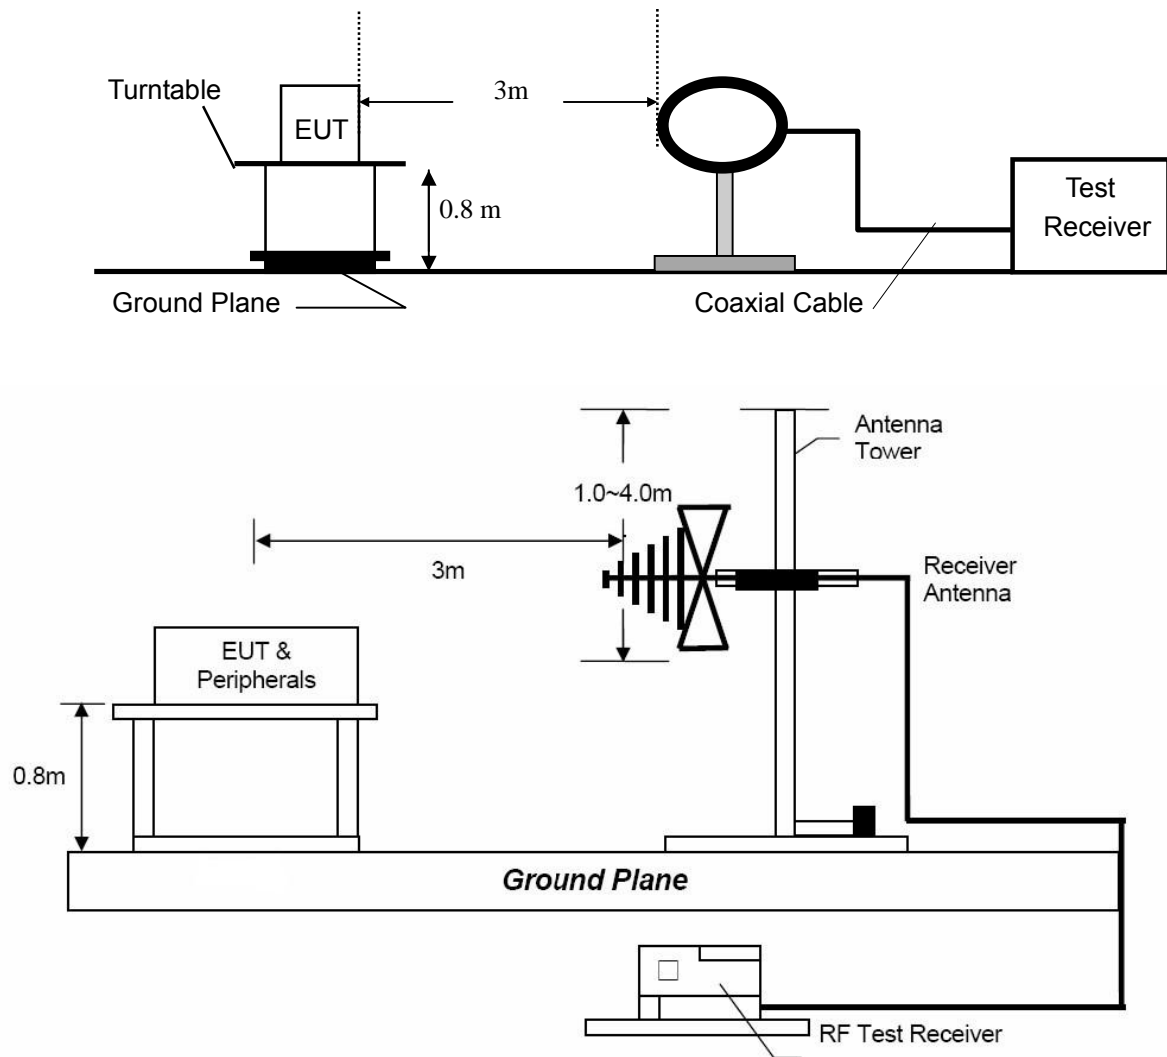 Turntable
3m
EUT
0.8 m
Test
Receiver
Ground Plane
Coaxial Cable
Antenna
Tower
1.0~4.0m
3m
Receiver
Antenna
EUT &
Peripherals
0.8m
Ground Plane
RF Test Receiver